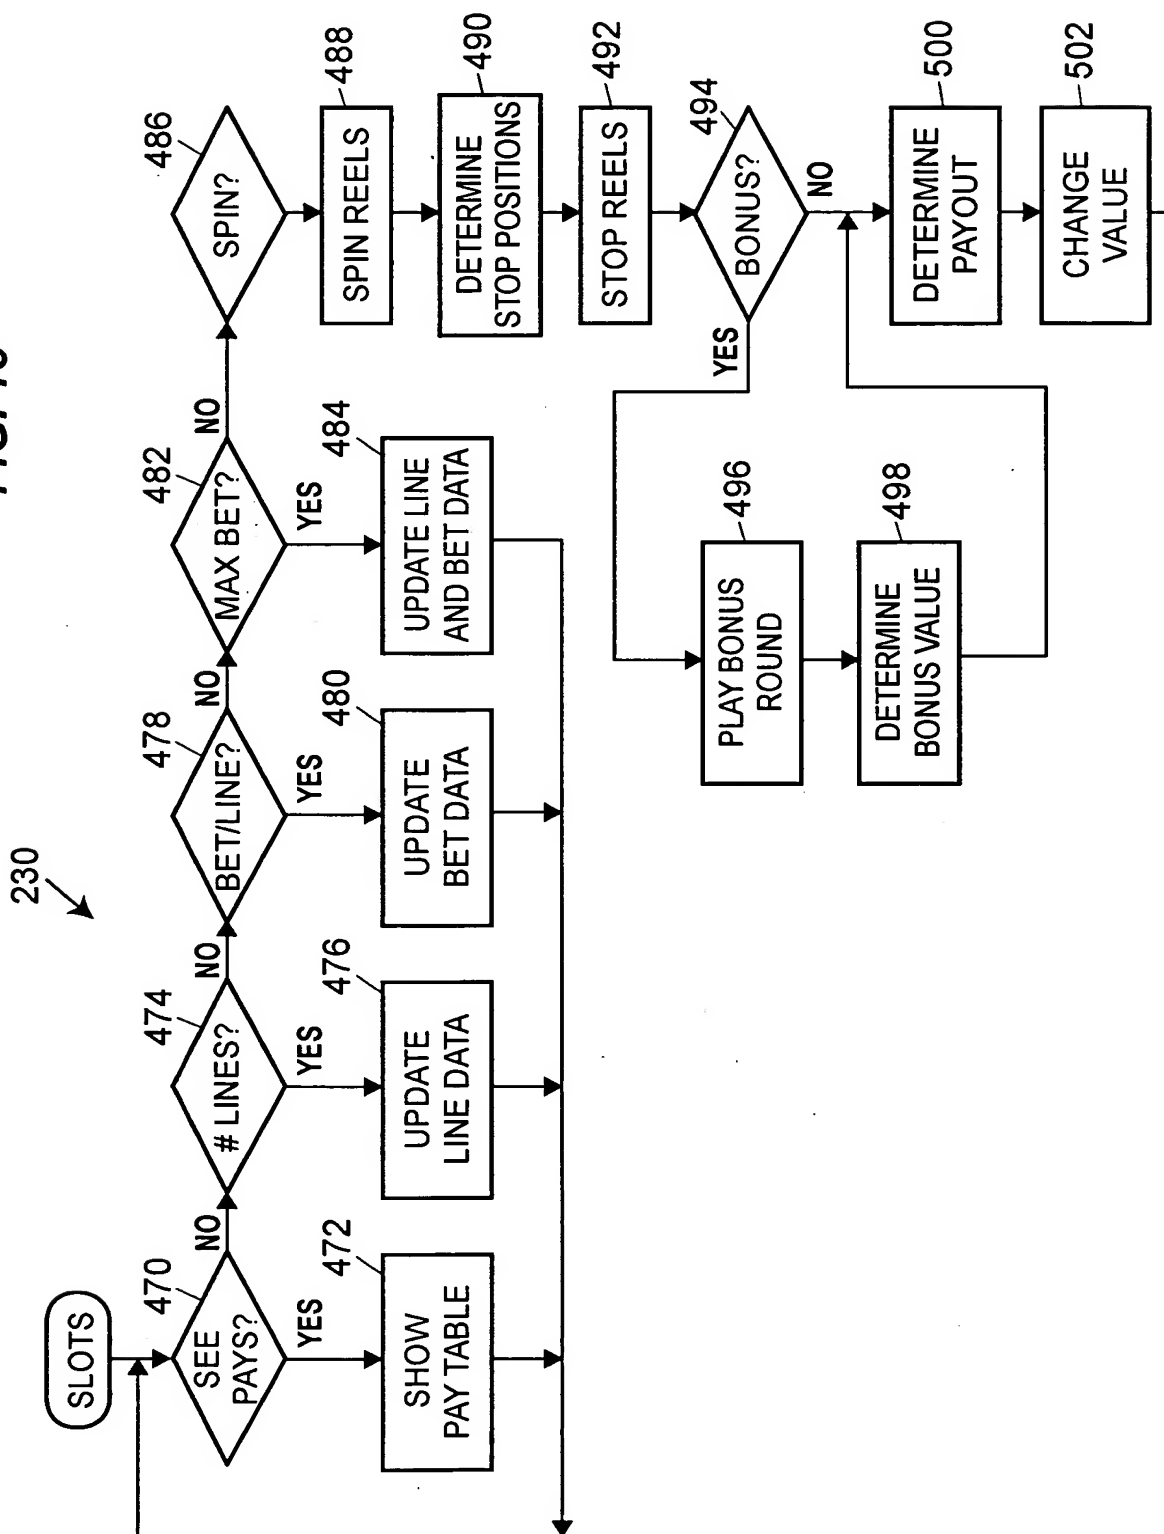 230
SLOTS
470
SEE
PAYS?
NO
YES
472
SHOW
PAY TABLE
474
# LINES?
NO
YES
476
UPDATE
LINE DATA
478
BET/LINE?
NO
YES
480
UPDATE
BET DATA
482
MAX BET?
NO
YES
484
UPDATE LINE
AND BET DATA
486
SPIN?
488
SPIN REELS
490
DETERMINE
STOP POSITIONS
492
STOP REELS
494
BONUS?
YES
NO
496
PLAY BONUS
ROUND
498
DETERMINE
BONUS VALUE
500
DETERMINE
PAYOUT
502
CHANGE
VALUE